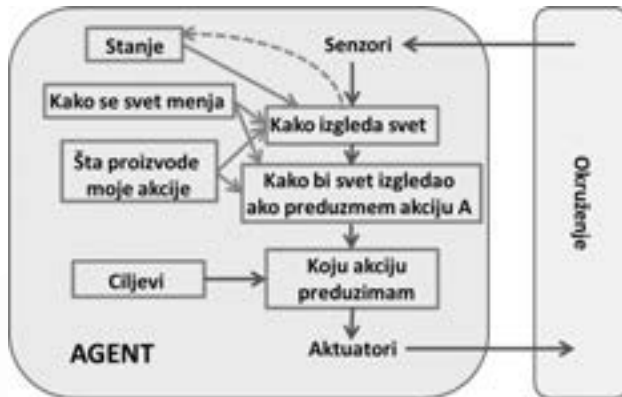 Stanje
Senzori
Kako se svet menja
Kako izgleda svet
Šta proizvode
moje akcije
Kako bi svet izgledao
ako preduzmem akciju A
Ciljevi
Koju akciju
preduzimam
AGENT
Aktuatori
Okruženje